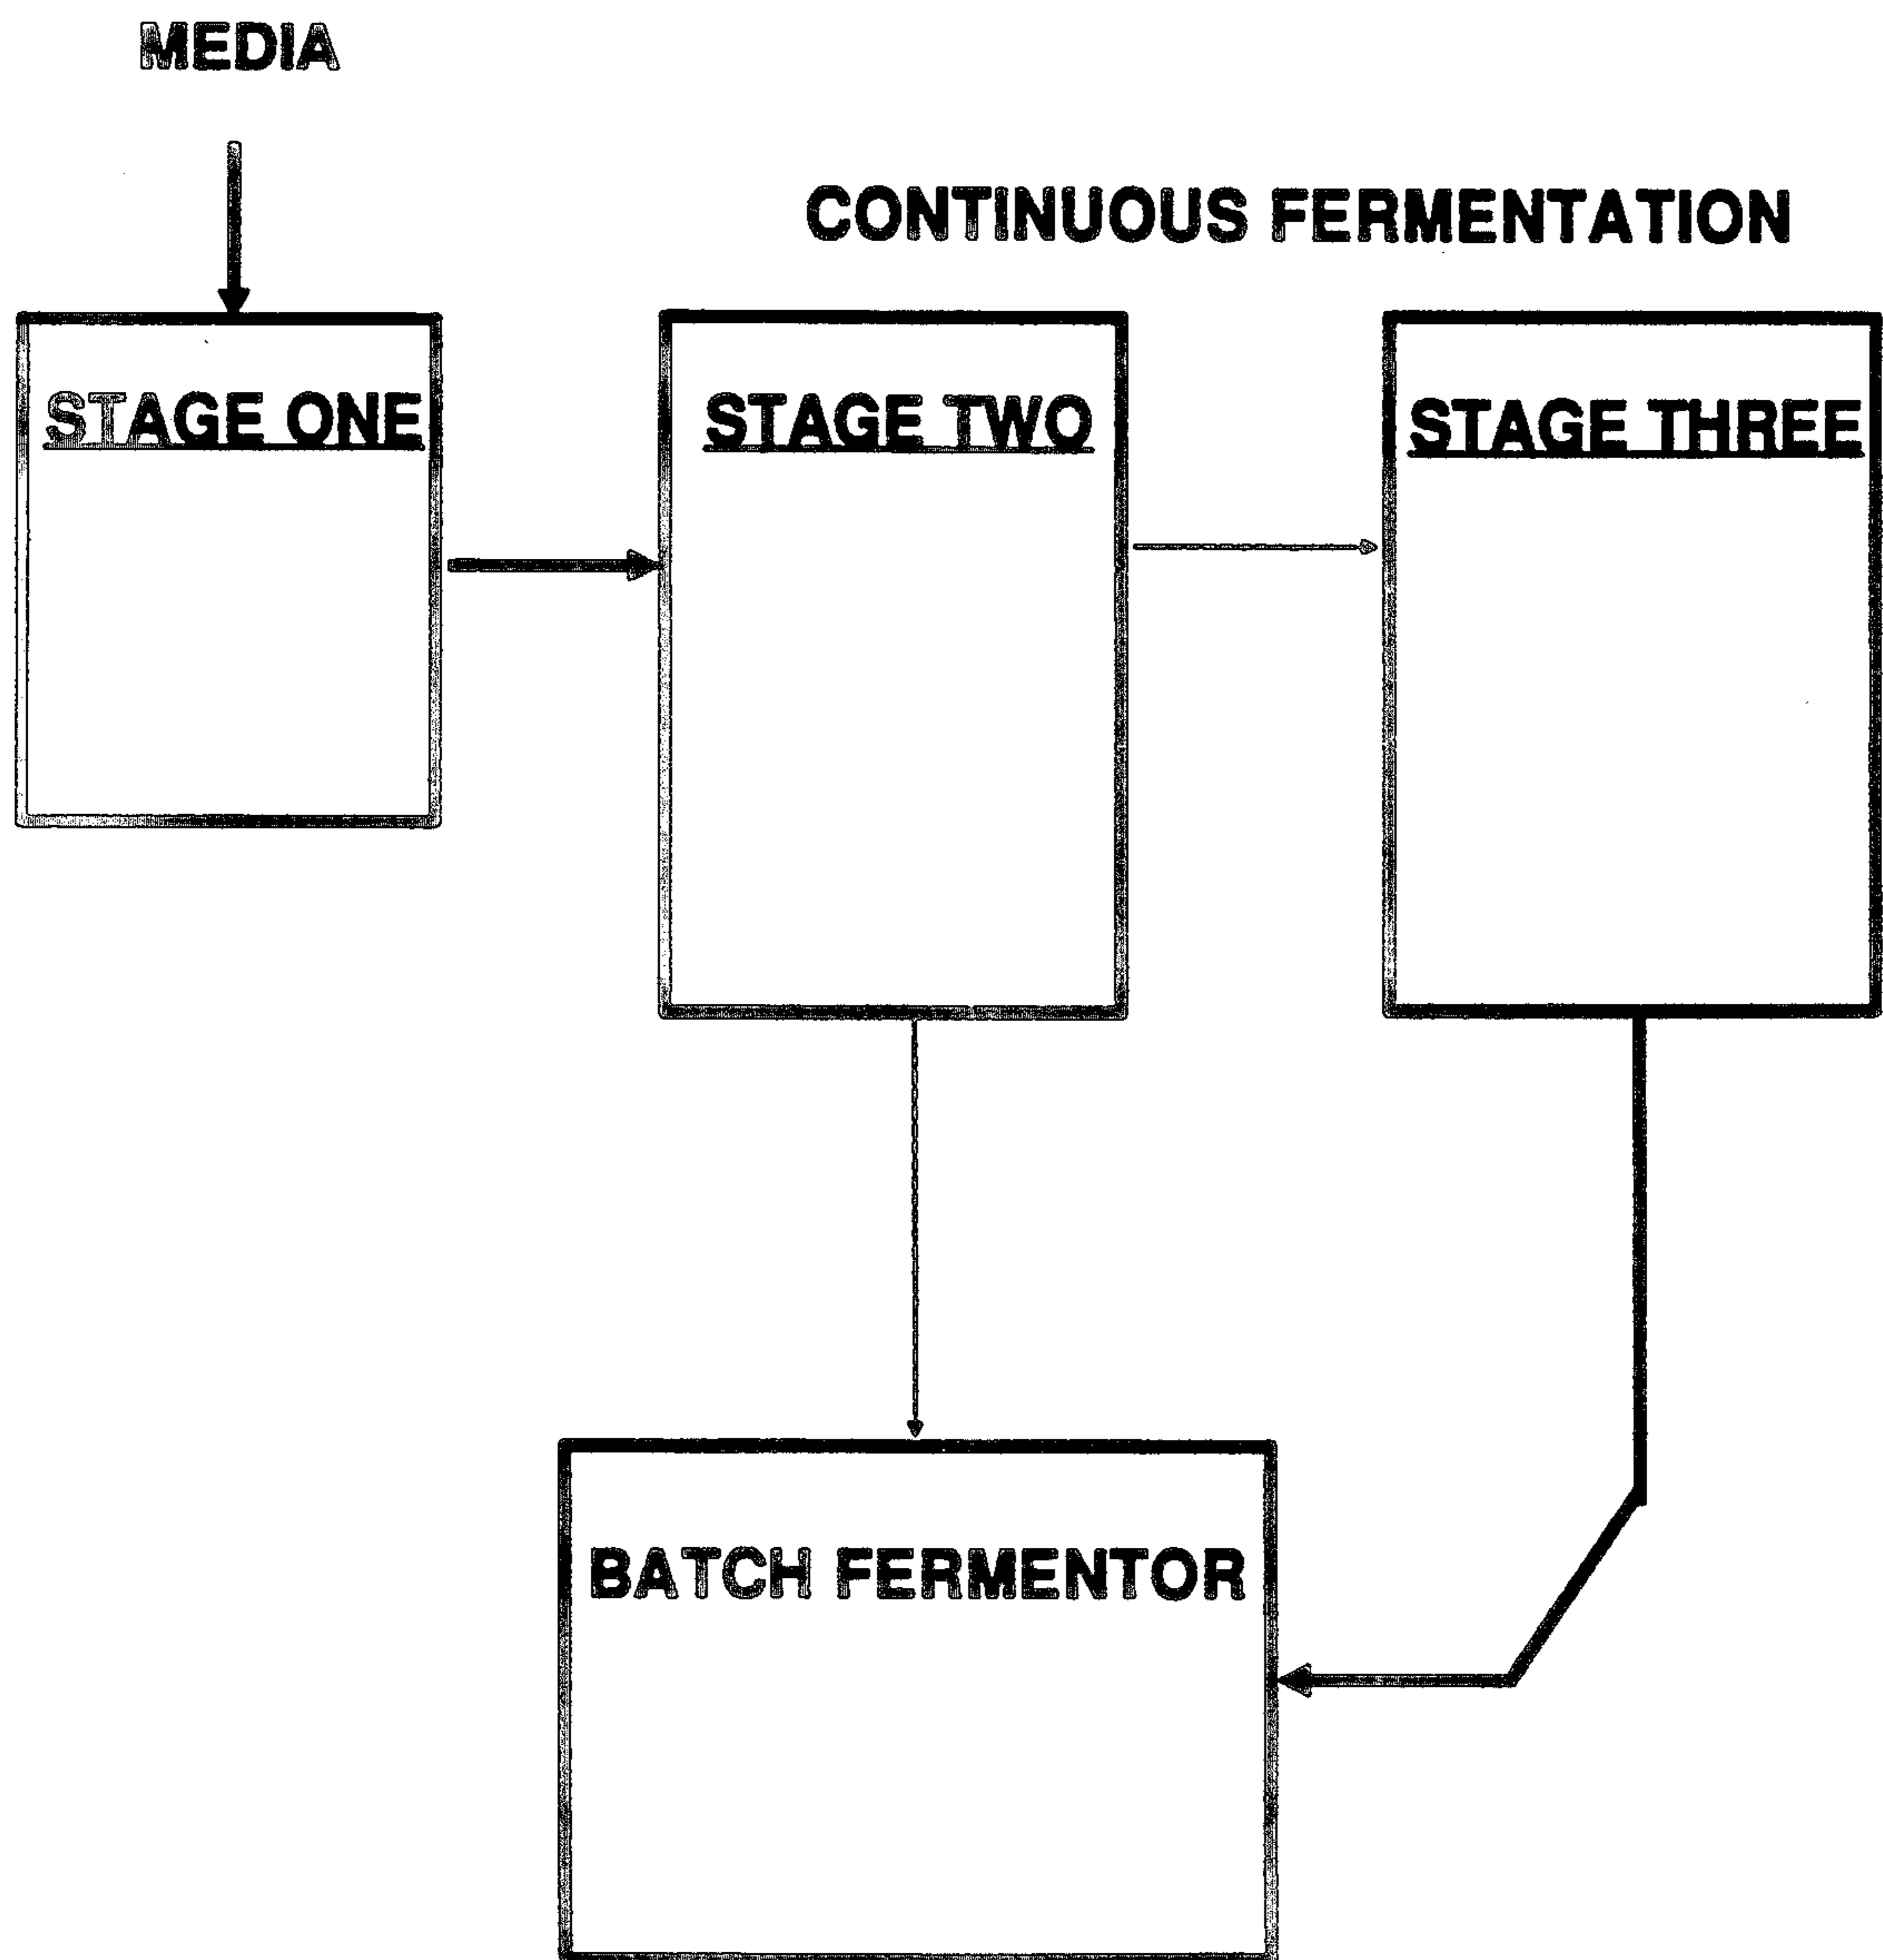 MEDIA
CONTINUOUS FERMENTATION
STAGE ONE
STAGE TWO
STAGE THREE
BATCH FERMENTOR